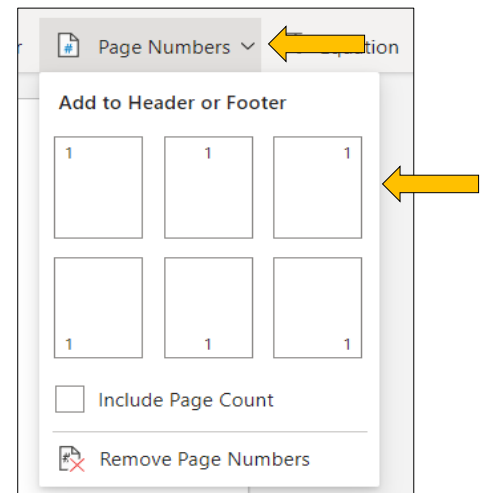 r # Page Numbers Equation
Add to Header or Footer
1 1 1
1 1 1
Include Page Count
Remove Page Numbers